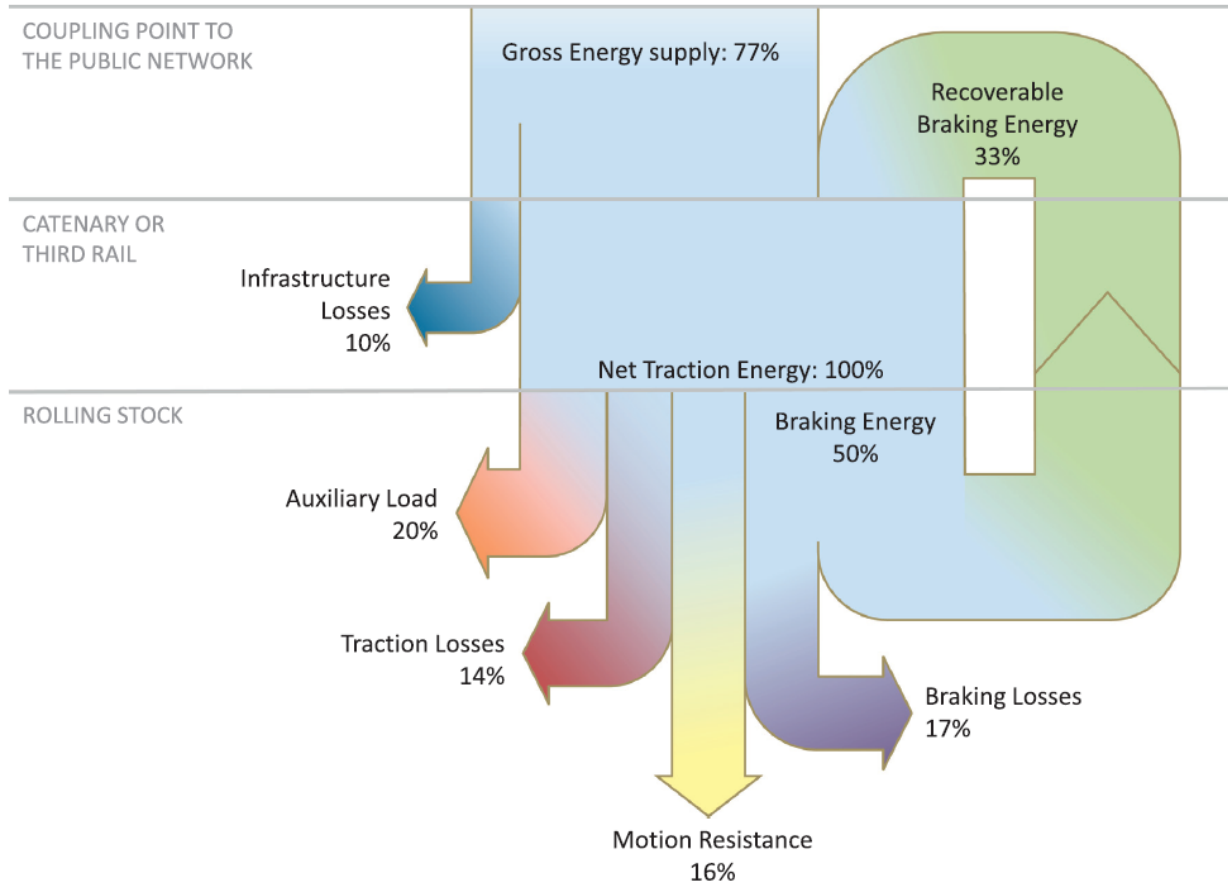 COUPLING POINT TO
THE PUBLIC NETWORK
Gross Energy supply: 77%
Recoverable
Braking Energy
33%
CATENARY OR
THIRD RAIL
Infrastructure
Losses
10%
Net Traction Energy: 100%
ROLLING STOCK
Braking Energy
50%
Auxiliary Load
20%
Traction Losses
14%
Braking Losses
17%
Motion Resistance
16%